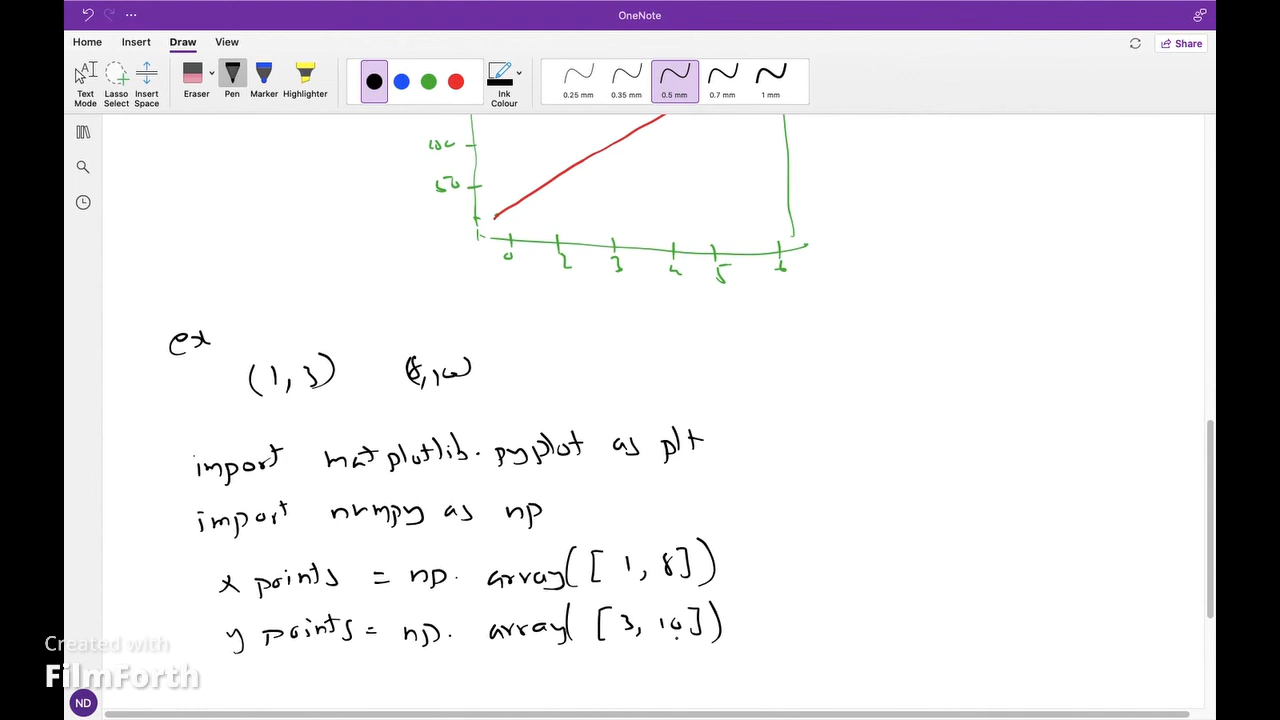 OneNote
Home Insert Draw View
Share
Text Mode Lasso Select Insert Space Eraser Pen Marker Highlighter Ink Colour 0.25 mm 0.35 mm 0.5 mm 0.7 mm 1 mm
100
50
0 2 3 4 5 6
ex
(1, 3) (8, 10)
import matplotlib.pyplot as plt
import numpy as np
x points = np. array([1, 8])
y points = np. array([3, 10])
Created with
FilmForth
ND